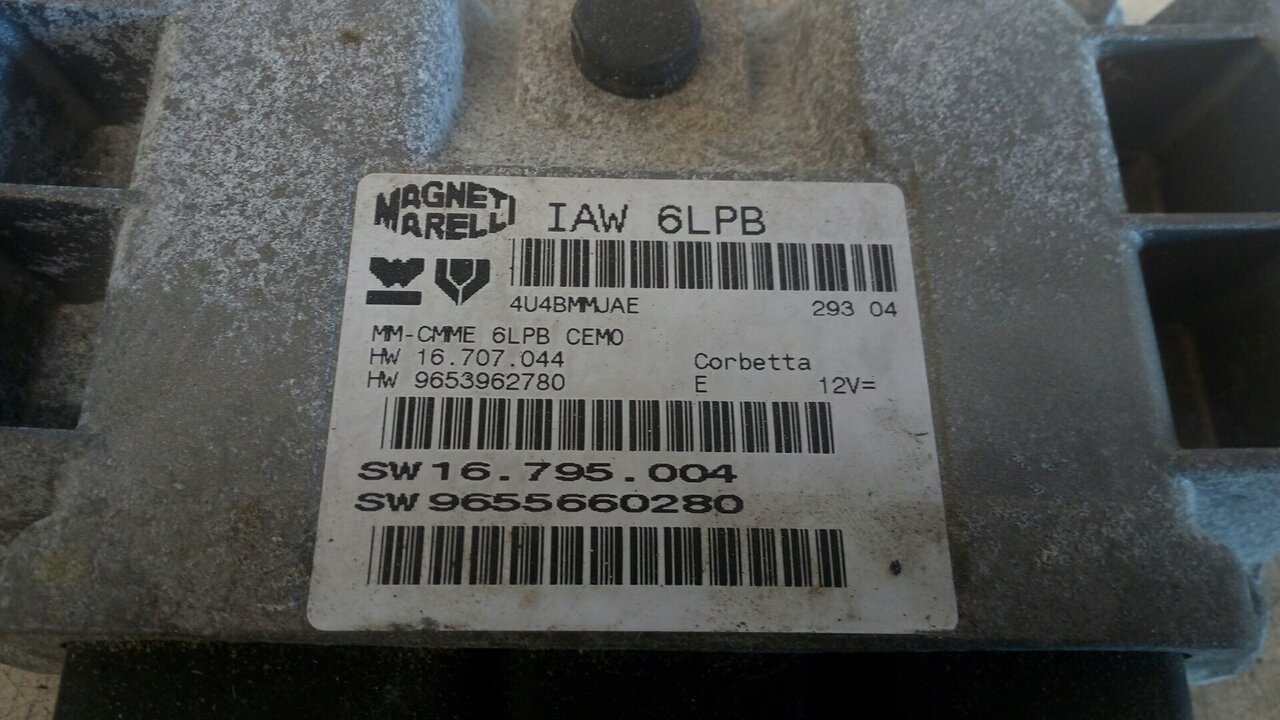 MAGNETI
MARELLI
IAW 6LPB
4U4BMMJAE 293 04
MM-CMME 6LPB CEMO
HW 16.707.044 Corbetta
HW 9653962780 E 12V=
SW 16.795.004
SW 9655660280